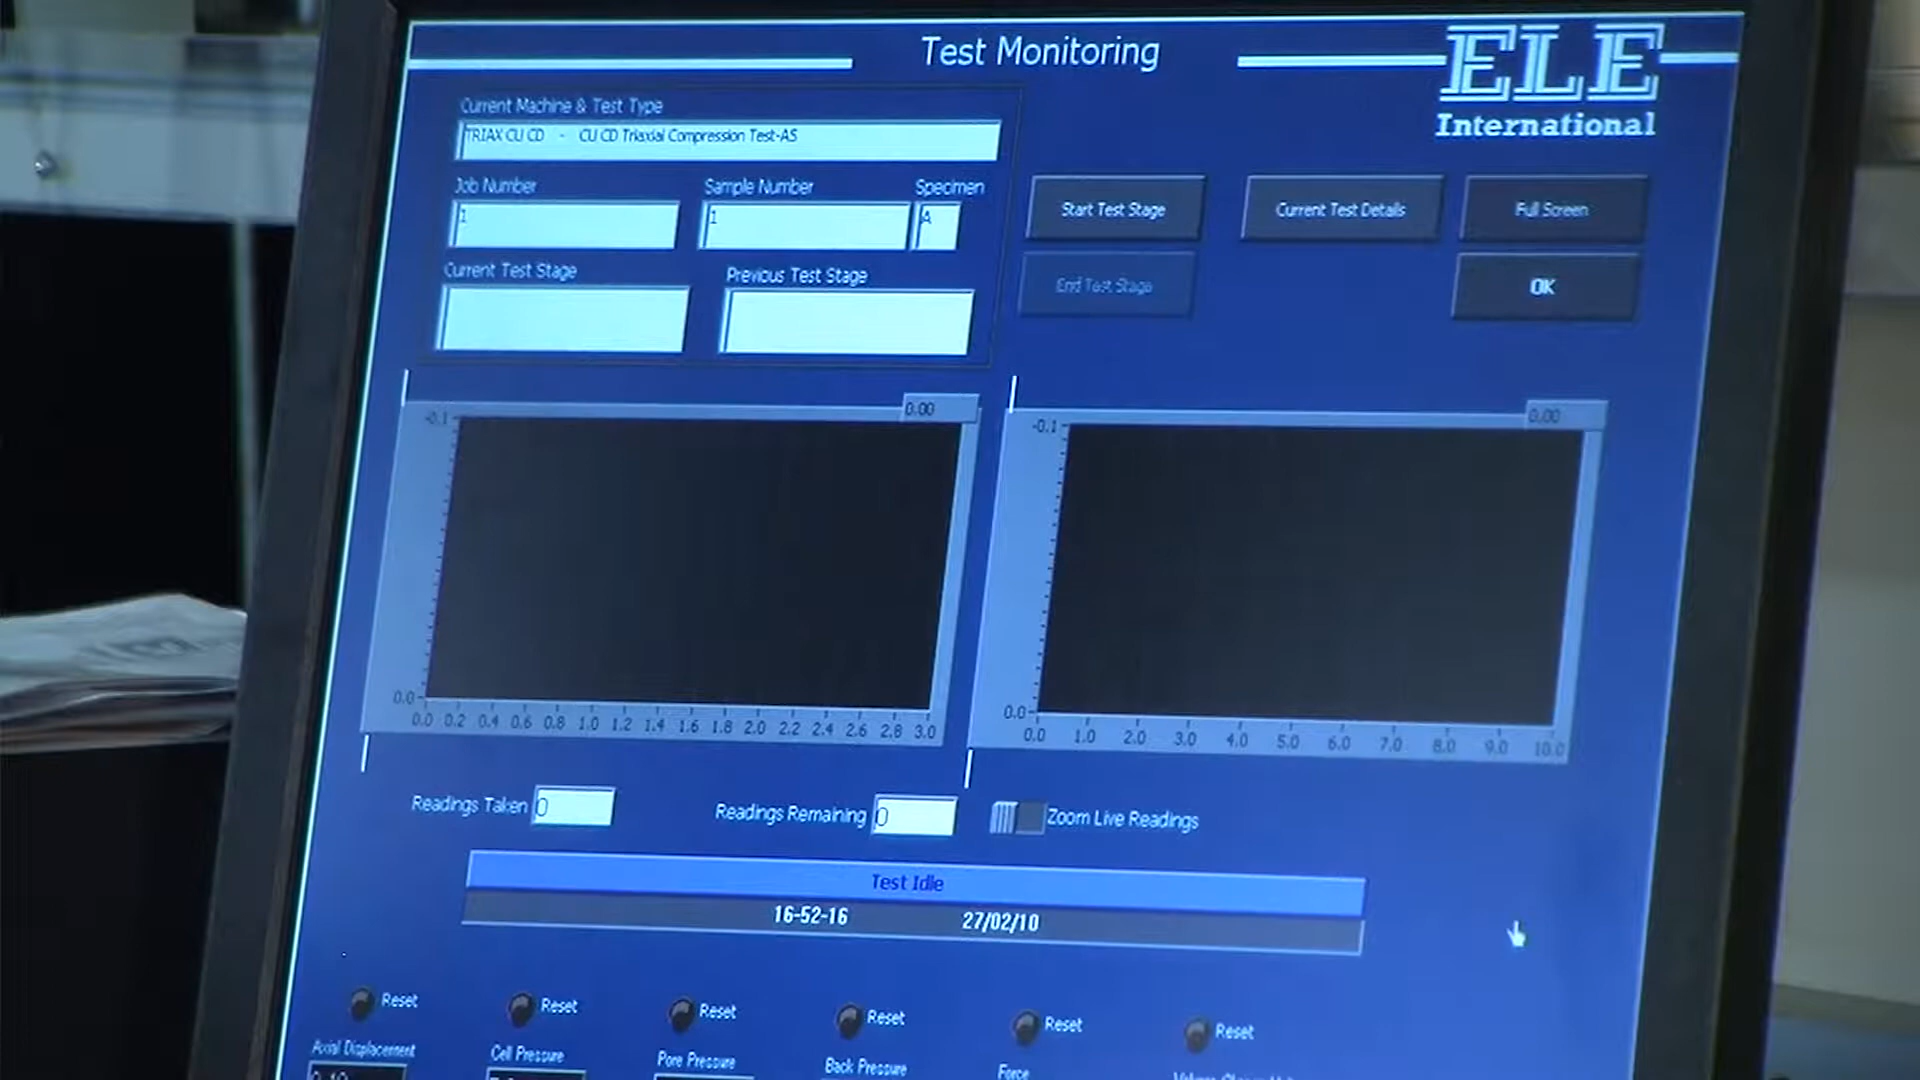 Test Monitoring
ELE
International
Current Machine & Test Type
TRIAX CU CD - CU CD Triaxial Compression Test-AS
Job Number
Sample Number
Specimen
1
1
A
Current Test Stage
Previous Test Stage
Start Test Stage
Current Test Details
Full Screen
End Test Stage
OK
0.00
-0.1
0.0
0.0 0.2 0.4 0.6 0.8 1.0 1.2 1.4 1.6 1.8 2.0 2.2 2.4 2.6 2.8 3.0
0.00
-0.1
0.0
0.0 1.0 2.0 3.0 4.0 5.0 6.0 7.0 8.0 9.0 10.0
Readings Taken 0
Readings Remaining 0
Zoom Live Readings
Test Idle
16-52-16 27/02/10
Reset
Reset
Reset
Reset
Reset
Reset
Axial Displacement
Cell Pressure
Pore Pressure
Back Pressure
Force